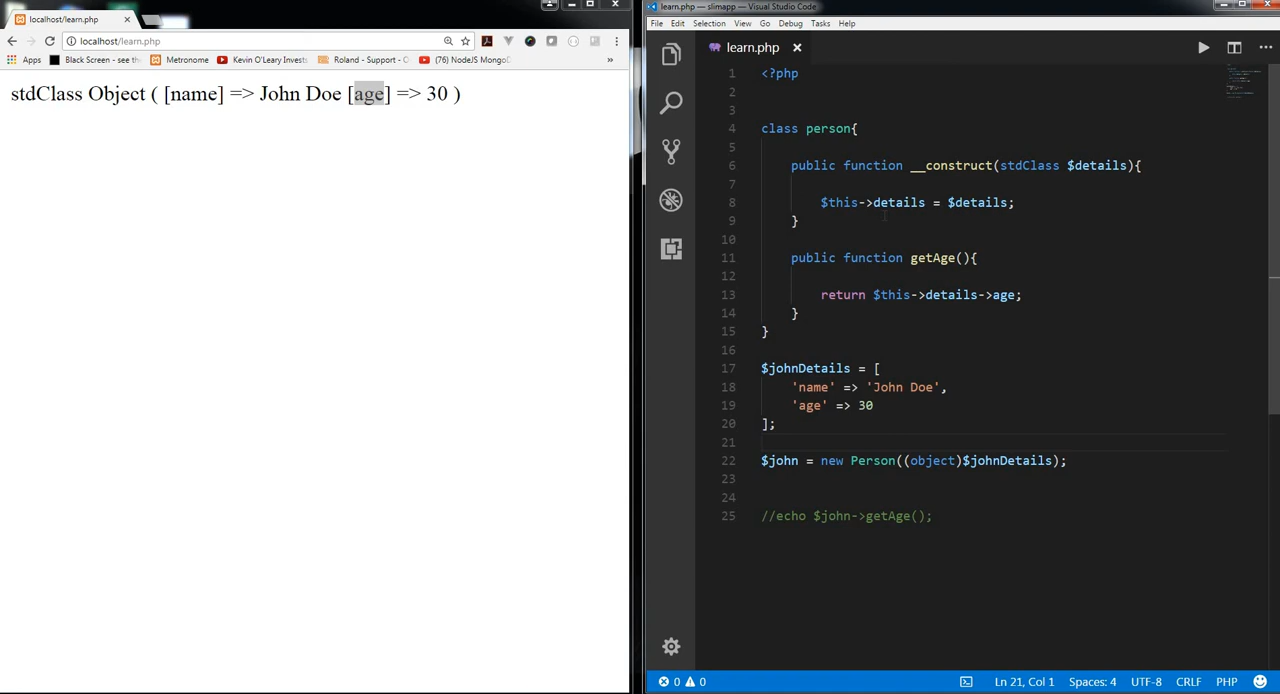 localhost/learn.php
localhost/learn.php
Apps
Black Screen - see the
Metronome
Kevin O'Leary Invests
Roland - Support - O
(76) NodeJS MongoD
»
stdClass Object ( [name] => John Doe [age] => 30 )
learn.php — slimapp — Visual Studio Code
File Edit Selection View Go Debug Tasks Help
learn.php
1 <?php
2
3
4 class person{
5
6 public function __construct(stdClass $details){
7
8 $this->details = $details;
9 }
10
11 public function getAge(){
12
13 return $this->details->age;
14 }
15 }
16
17 $johnDetails = [
18 'name' => 'John Doe',
19 'age' => 30
20 ];
21
22 $john = new Person((object)$johnDetails);
23
24
25 //echo $john->getAge();
0 0
Ln 21, Col 1 Spaces: 4 UTF-8 CRLF PHP